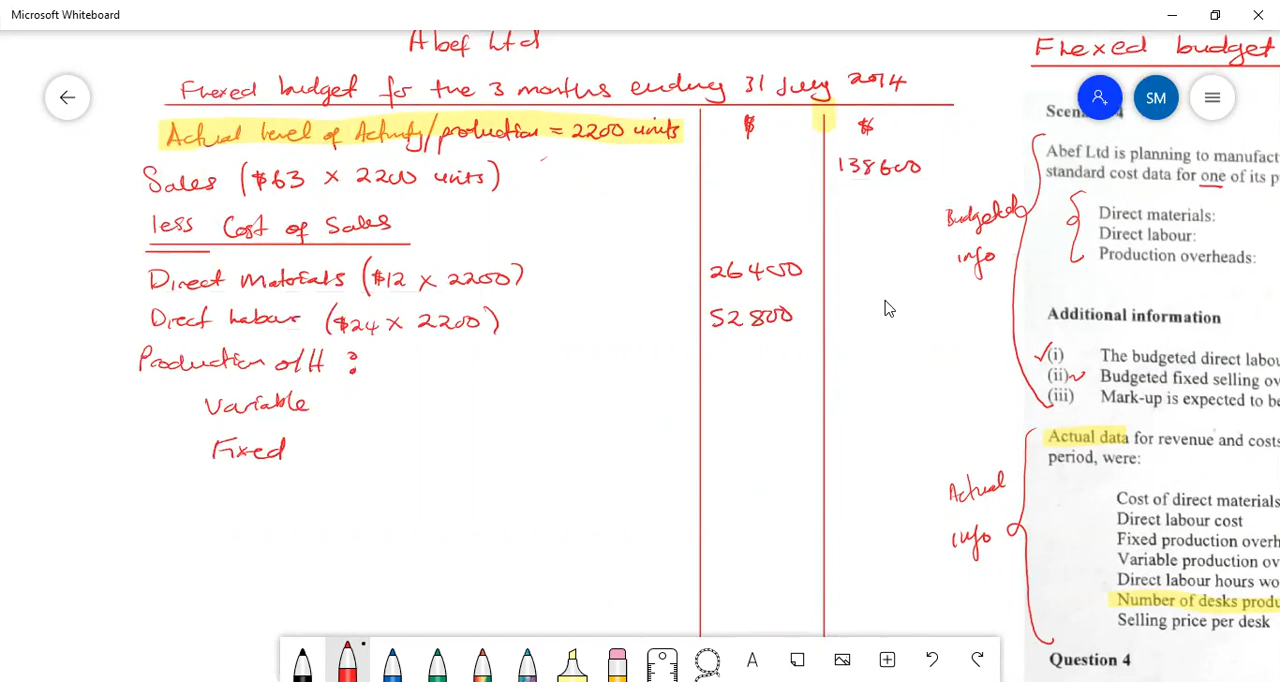 Microsoft Whiteboard
Abef Ltd
Flexed budget for the 3 months ending 31 July 2014
Actual level of Activity/production = 2200 units $ $
Sales ($63 × 2200 units) 138600
less Cost of Sales
Direct Materials ($12 × 2200) 26400
Direct Labour ($24 × 2200) 52800
Production o/H :
Variable
Fixed
Flexed budget
SM
Scen 4
Abef Ltd is planning to manufact
standard cost data for one of its p
Budgeted info
Direct materials:
Direct labour:
Production overheads:
Additional information
(i) The budgeted direct labou
(ii) Budgeted fixed selling ov
(iii) Mark-up is expected to be
Actual data for revenue and costs
period, were:
Actual info
Cost of direct materials
Direct labour cost
Fixed production overh
Variable production ov
Direct labour hours wo
Number of desks produ
Selling price per desk
Question 4
A